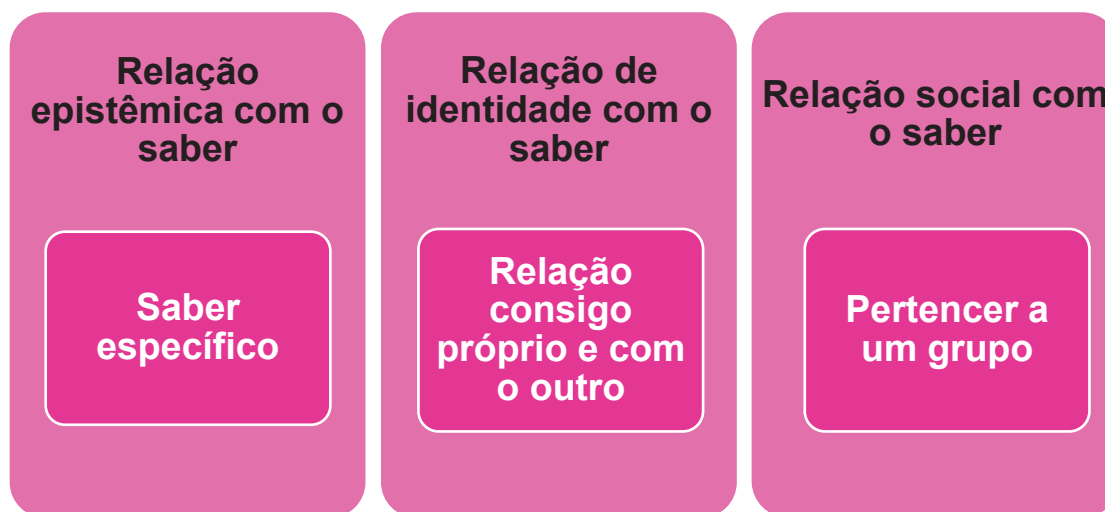 Relação
epistêmica com o
saber
Saber
específico
Relação de
identidade com o
saber
Relação
consigo
próprio e com
o outro
Relação social com
o saber
Pertencer a
um grupo